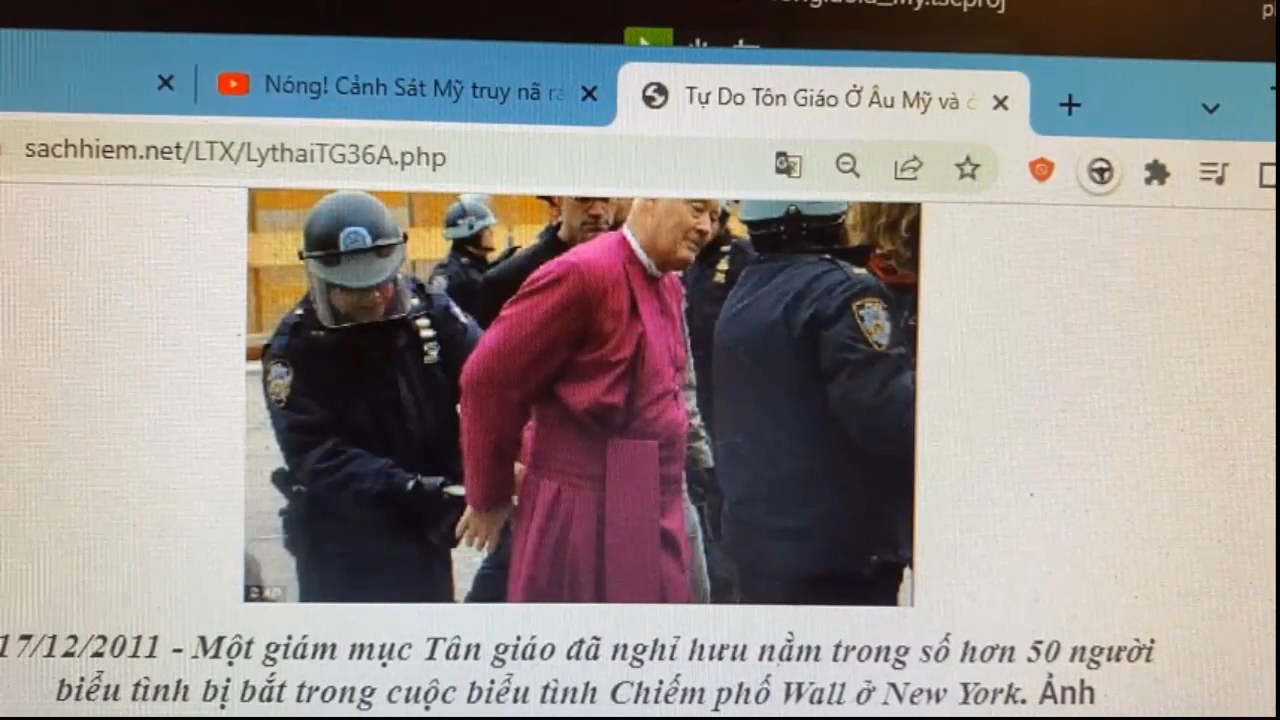 Nóng! Cảnh Sát Mỹ truy nã
Tự Do Tôn Giáo Ở Âu Mỹ và
sachhiem.net/LTX/LythaiTG36A.php
© AP
17/12/2011 - Một giám mục Tân giáo đã nghỉ hưu nằm trong số hơn 50 người
biểu tình bị bắt trong cuộc biểu tình Chiếm phố Wall ở New York. Ảnh